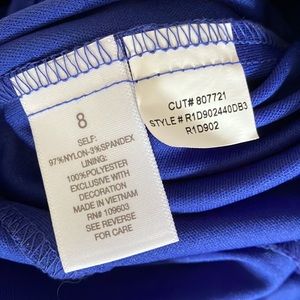 8
SELF:
97%NYLON-3%SPANDEX
LINING:
100%POLYESTER
EXCLUSIVE WITH
DECORATION
MADE IN VIETNAM
RN# 109603
SEE REVERSE
FOR CARE
CUT# 807721
STYLE # R1D902440DB3
R1D902